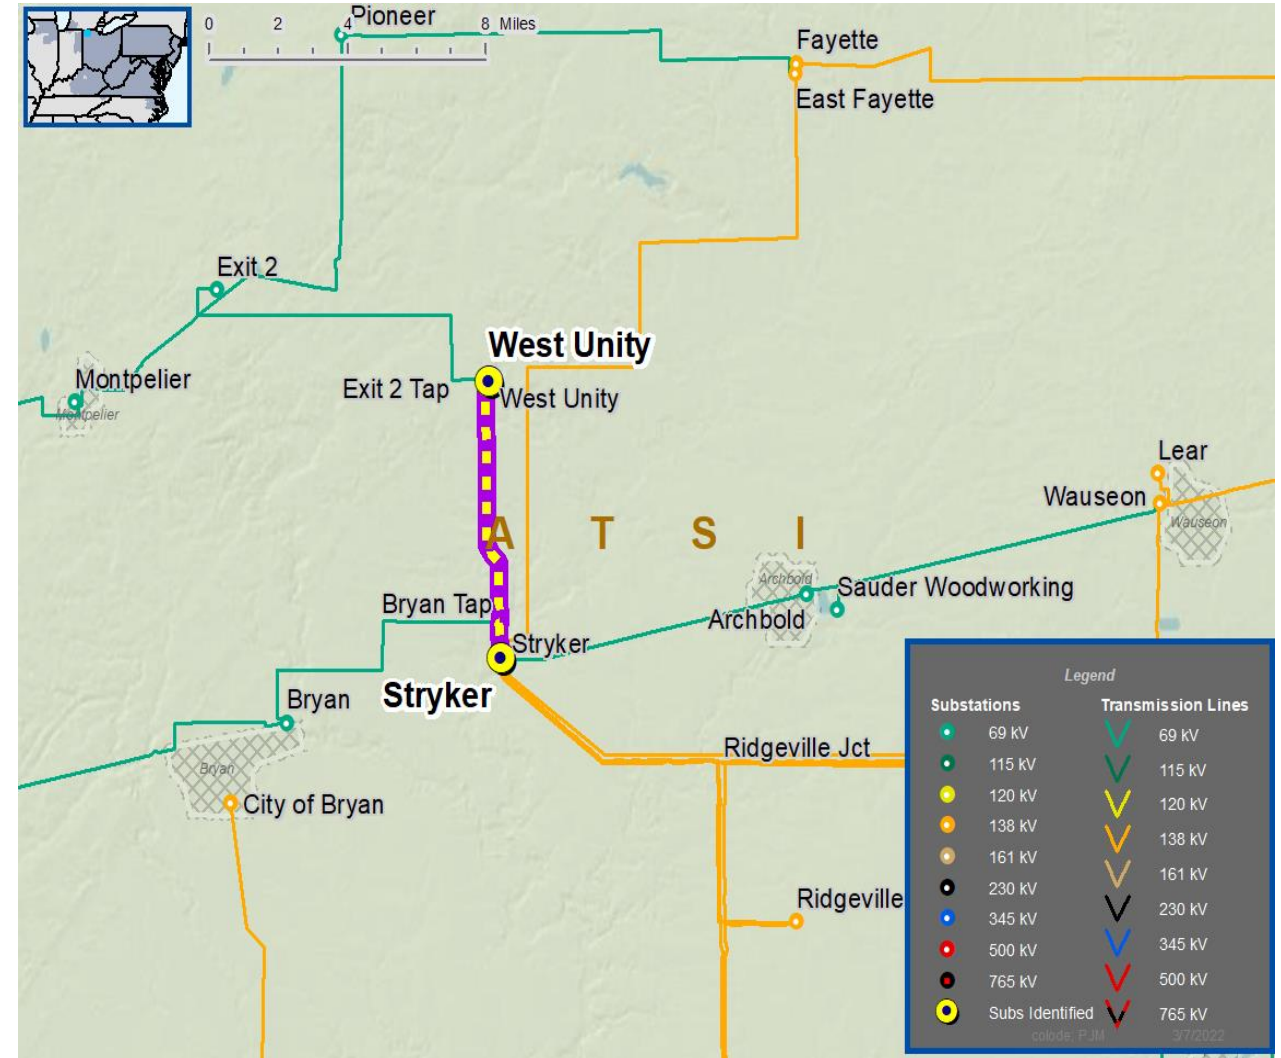 0 2 4 8 Miles
Pioneer
Fayette
East Fayette
Exit 2
West Unity
Montpelier
Exit 2 Tap
West Unity
Montpelier
Lear
Wauseon
Wauseon
A T S I
Archbold
Sauder Woodworking
Bryan Tap
Archbold
Stryker
Stryker
Bryan
Ridgeville Jct
Bryan
City of Bryan
Ridgeville
Legend
Substations Transmission Lines
69 kV 69 kV
115 kV 115 kV
120 kV 120 kV
138 kV 138 kV
161 kV 161 kV
230 kV 230 kV
345 kV 345 kV
500 kV 500 kV
765 kV 765 kV
Subs Identified
colode: PJM 3/7/2022